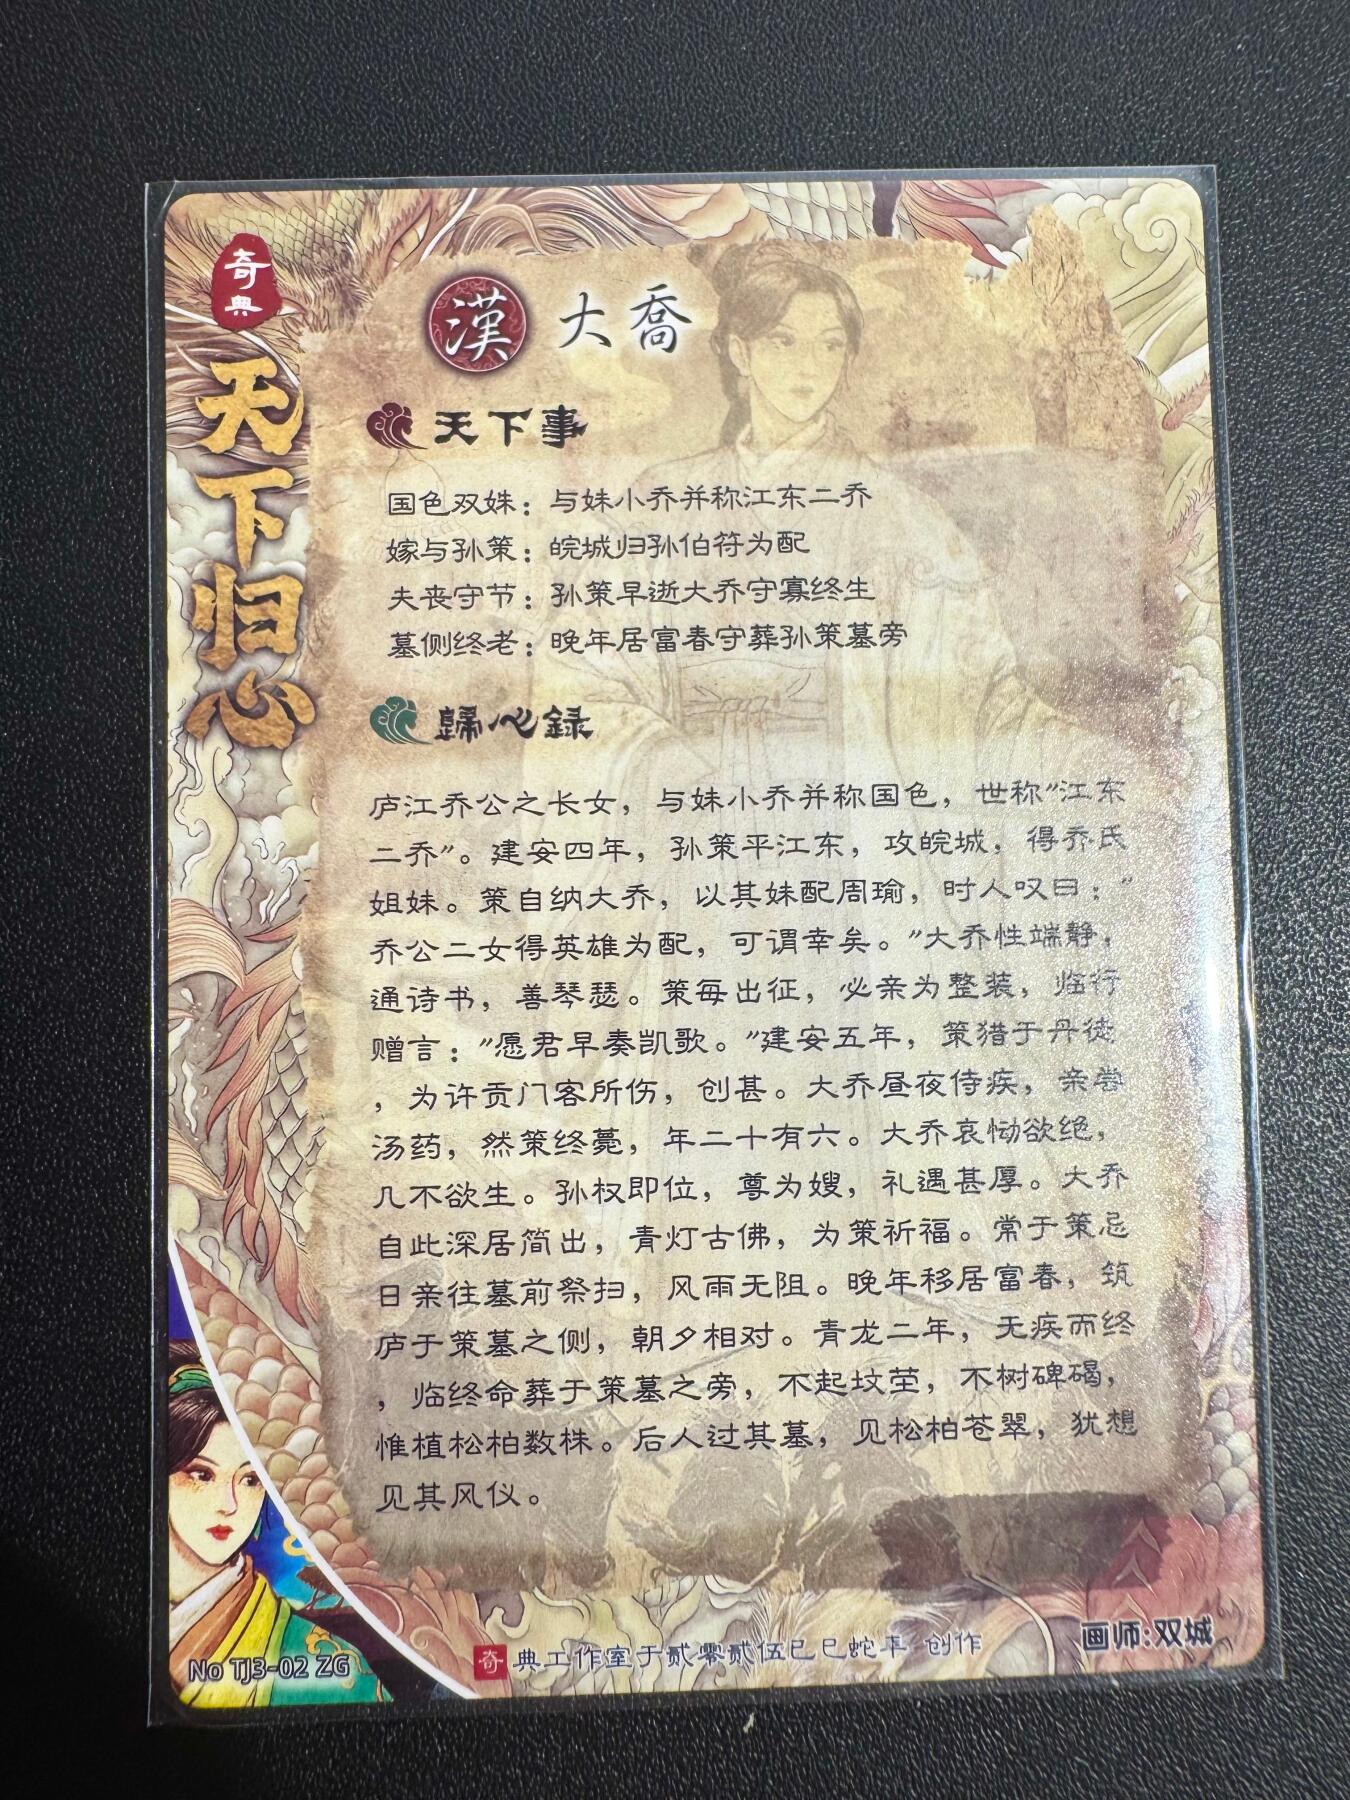 奇典
天下归心
漢 大喬
天下事
国色双姝：与妹小乔并称江东二乔
嫁与孙策：皖城归孙伯符为配
夫丧守节：孙策早逝大乔守寡终生
墓侧终老：晚年居富春守葬孙策墓旁
歸心録
庐江乔公之长女，与妹小乔并称国色，世称"江东
二乔"。建安四年，孙策平江东，攻皖城，得乔氏
姐妹。策自纳大乔，以其妹配周瑜，时人叹曰："
乔公二女得英雄为配，可谓幸矣。"大乔性端静，
通诗书，善琴瑟。策每出征，必亲为整装，临行
赠言："愿君早奏凯歌。"建安五年，策猎于丹徒
，为许贡门客所伤，创甚。大乔昼夜侍疾，亲尝
汤药，然策终薨，年二十有六。大乔哀恸欲绝，
几不欲生。孙权即位，尊为嫂，礼遇甚厚。大乔
自此深居简出，青灯古佛，为策祈福。常于策忌
日亲往墓前祭扫，风雨无阻。晚年移居富春，筑
庐于策墓之侧，朝夕相对。青龙二年，无疾而终
，临终命葬于策墓之旁，不起坟茔，不树碑碣，
惟植松柏数株。后人过其墓，见松柏苍翠，犹想
见其风仪。
No TJ3-02 ZG
奇典工作室于贰零贰伍巳巳蛇年 创作
画师:双城